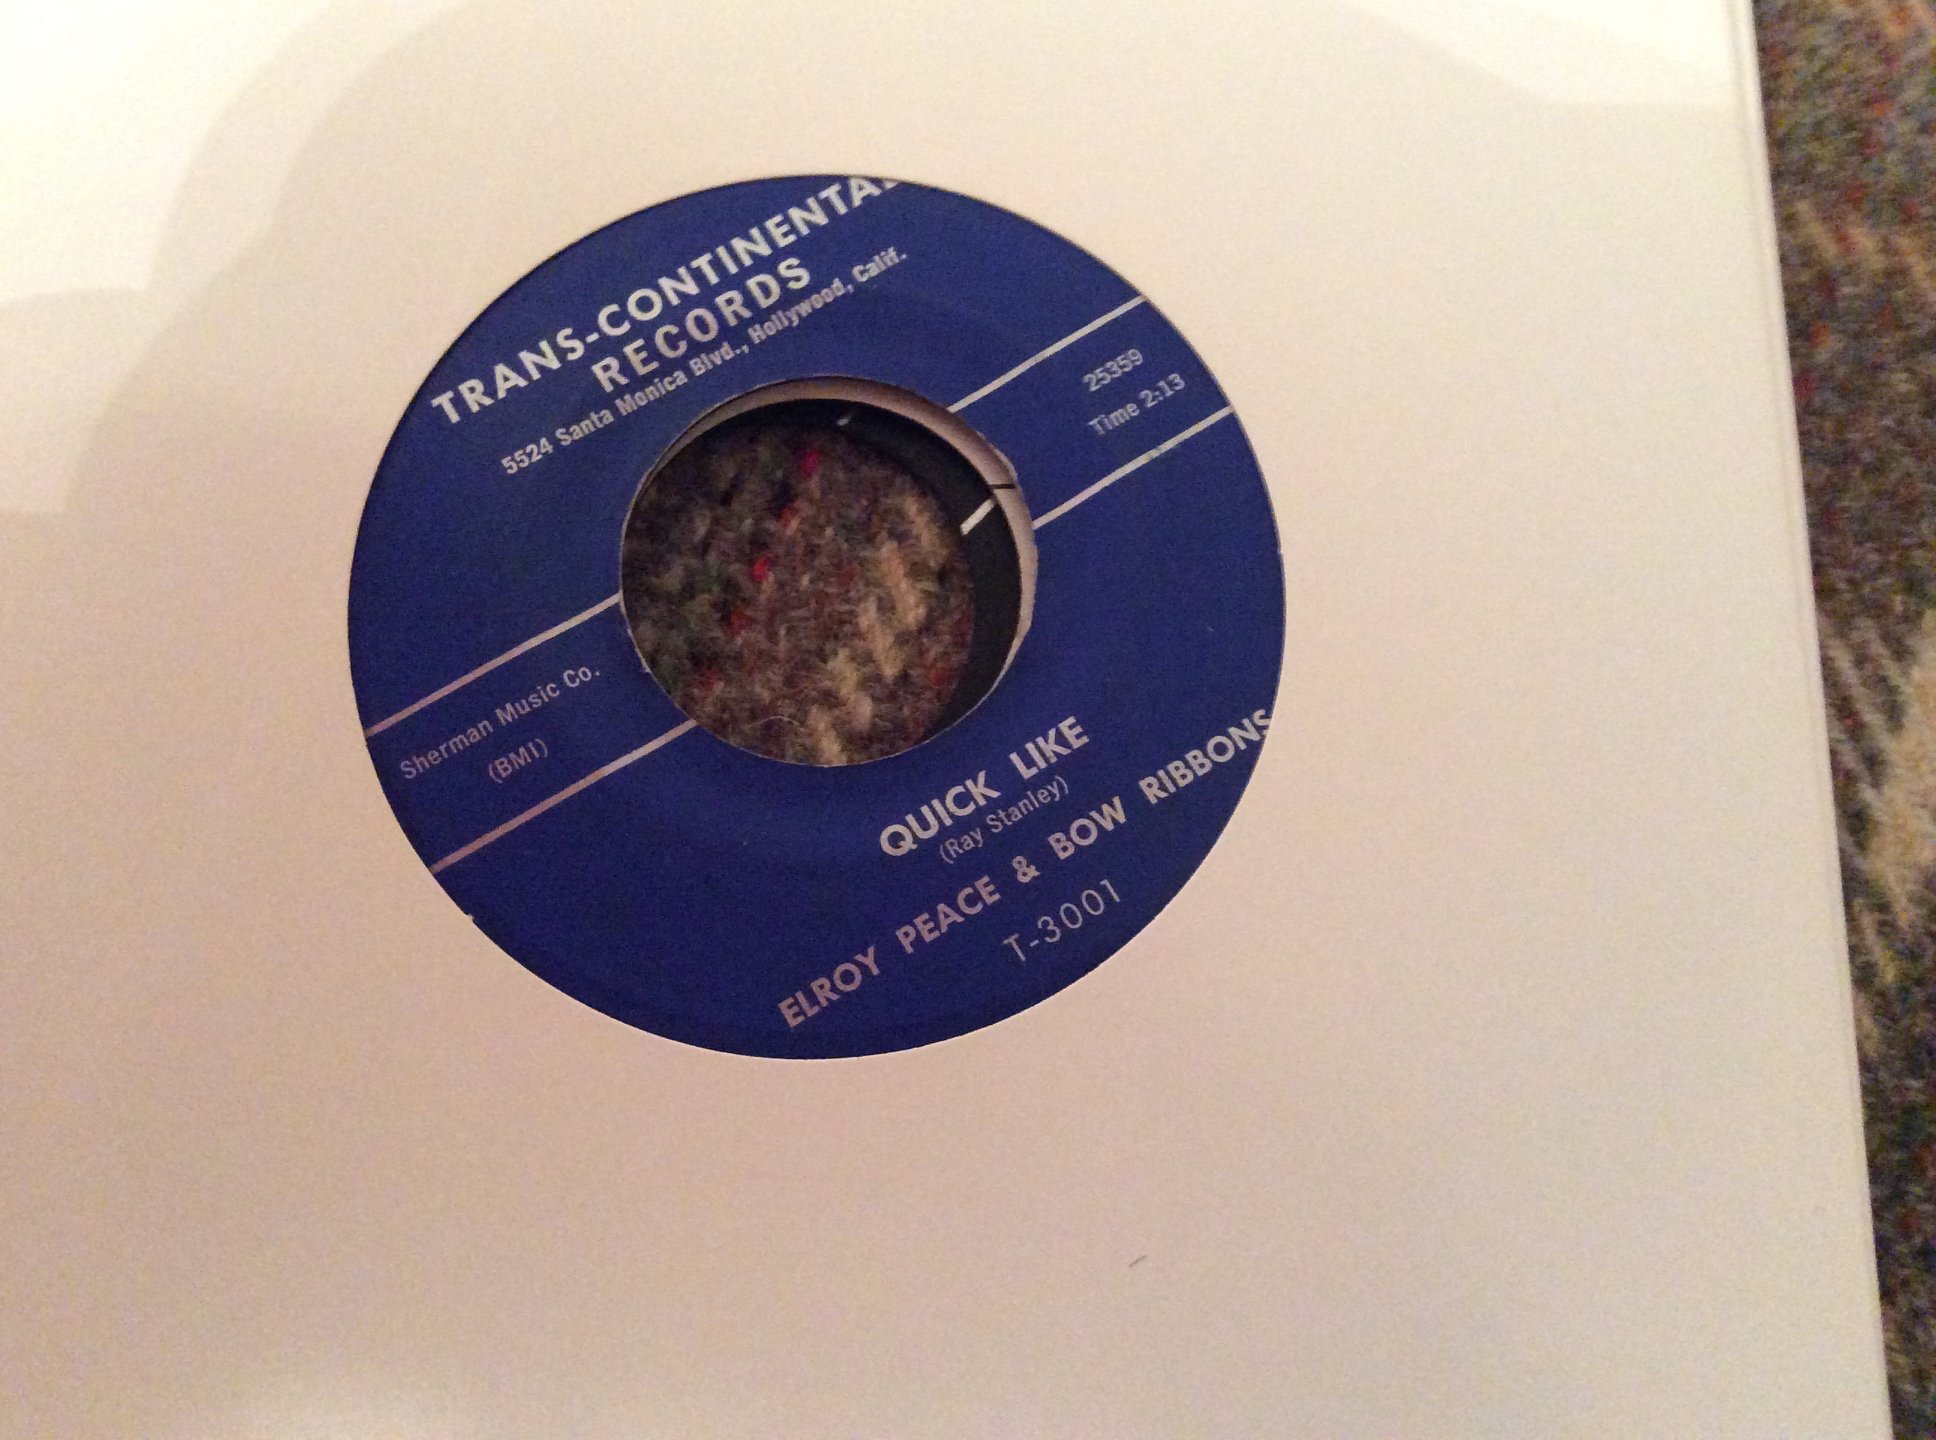 TRANS-CONTINENTAL
RECORDS
5524 Santa Monica Blvd., Hollywood, Calif.
25359
Time 2:13
Sherman Music Co.
(BMI)
QUICK LIKE
(Ray Stanley)
ELROY PEACE & BOW RIBBONS
T-3001